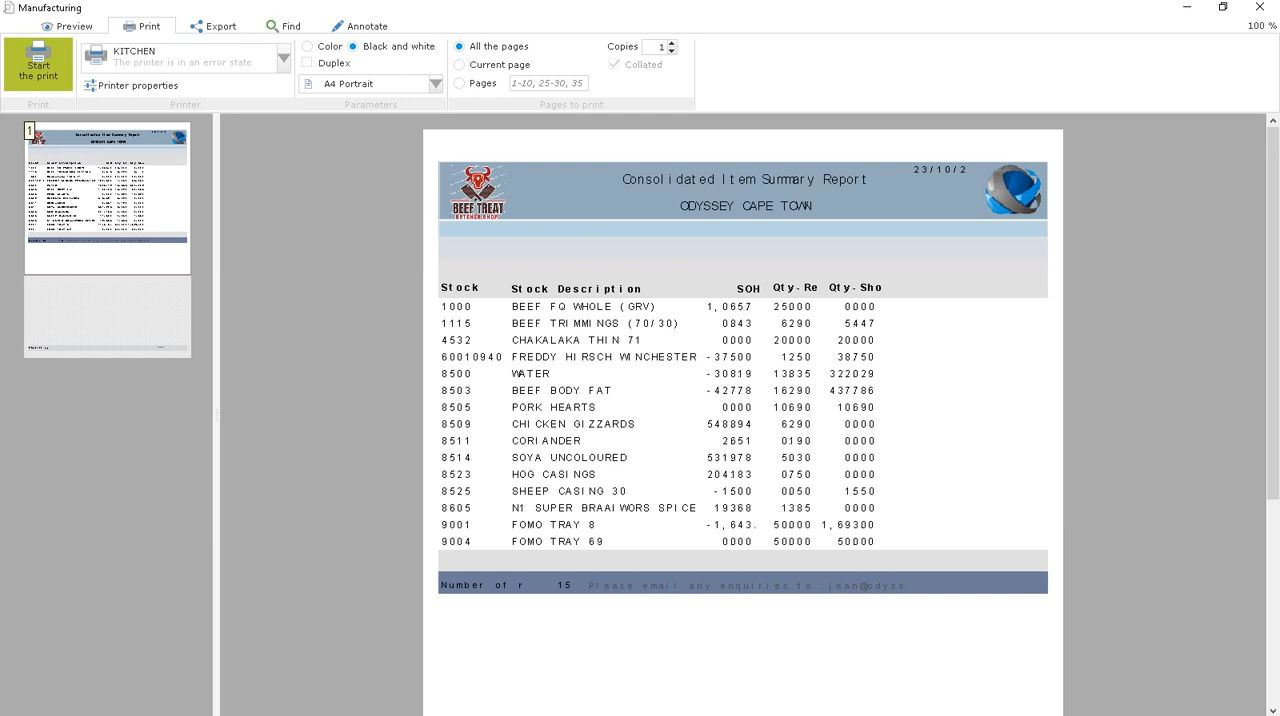 Manufacturing
Preview Print Export Find Annotate 100 %
Start the print
KITCHEN
The printer is in an error state
Printer properties
Color Black and white
Duplex
A4 Portrait
All the pages
Current page
Pages 1-10, 25-30, 35
Copies 1
Collated
Print Printer Parameters Pages to print
1
BEEF TREAT
Consolidated Item Summary Report
23/10/2
ODYSSEY CAPE TOWN
Stock Stock Description SOH Qty-Re Qty-Sho
1000 BEEF FQ WHOLE (GRV) 1,0657 25000 0000
1115 BEEF TRIMMINGS (70/30) 0843 6290 5447
4532 CHAKALAKA THIN 71 0000 20000 20000
60010940 FREDDY HIRSCH WINCHESTER -37500 1250 38750
8500 WATER -30819 13835 322029
8503 BEEF BODY FAT -42778 16290 437786
8505 PORK HEARTS 0000 10690 10690
8509 CHICKEN GIZZARDS 548894 6290 0000
8511 CORIANDER 2651 0190 0000
8514 SOYA UNCOLOURED 531978 5030 0000
8523 HOG CASINGS 204183 0750 0000
8525 SHEEP CASING 30 -1500 0050 1550
8605 N1 SUPER BRAAIWORS SPICE 19368 1385 0000
9001 FOMO TRAY 8 -1,643. 50000 1,69300
9004 FOMO TRAY 69 0000 50000 50000
Number of r 15 Please email any enquiries to :jean@odyss